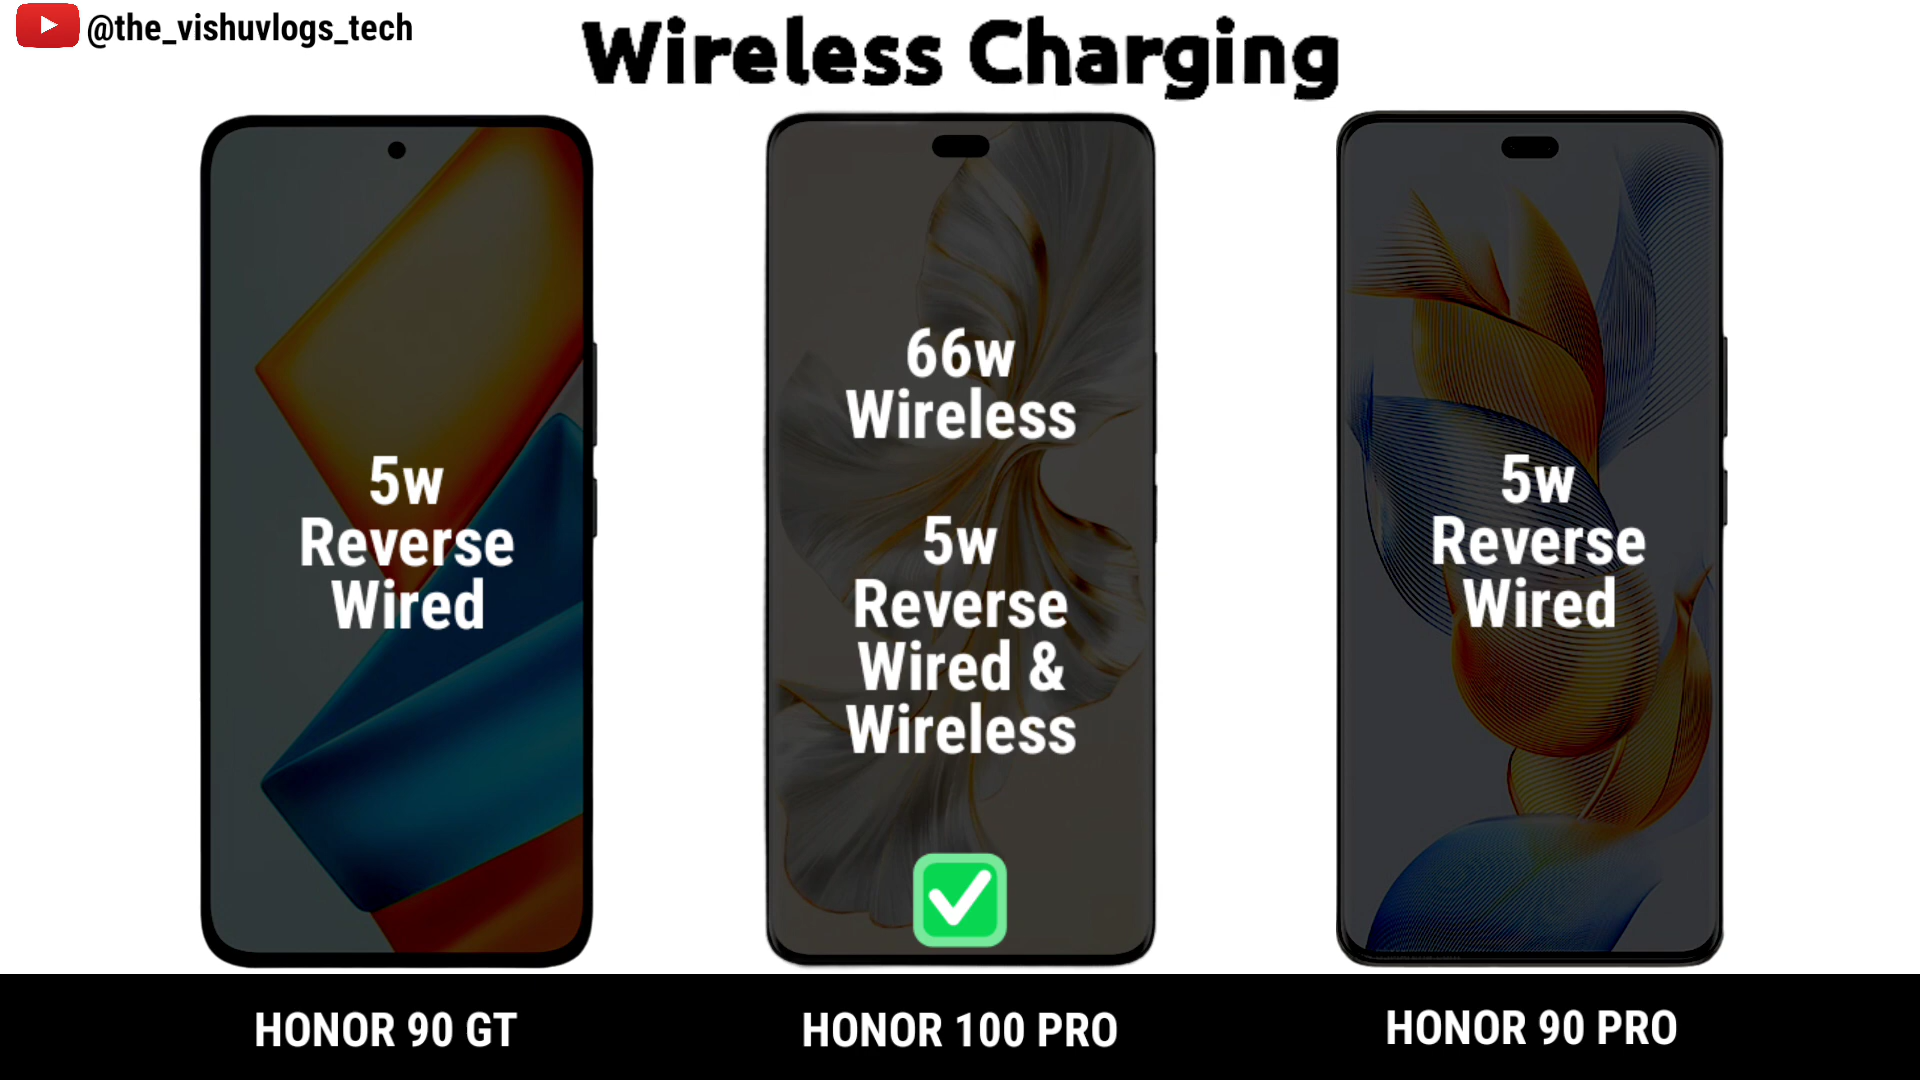 @the_vishuvlogs_tech
Wireless Charging
5w
Reverse
Wired
66w
Wireless
5w
Reverse
Wired &
Wireless
5w
Reverse
Wired
HONOR 90 GT
HONOR 100 PRO
HONOR 90 PRO